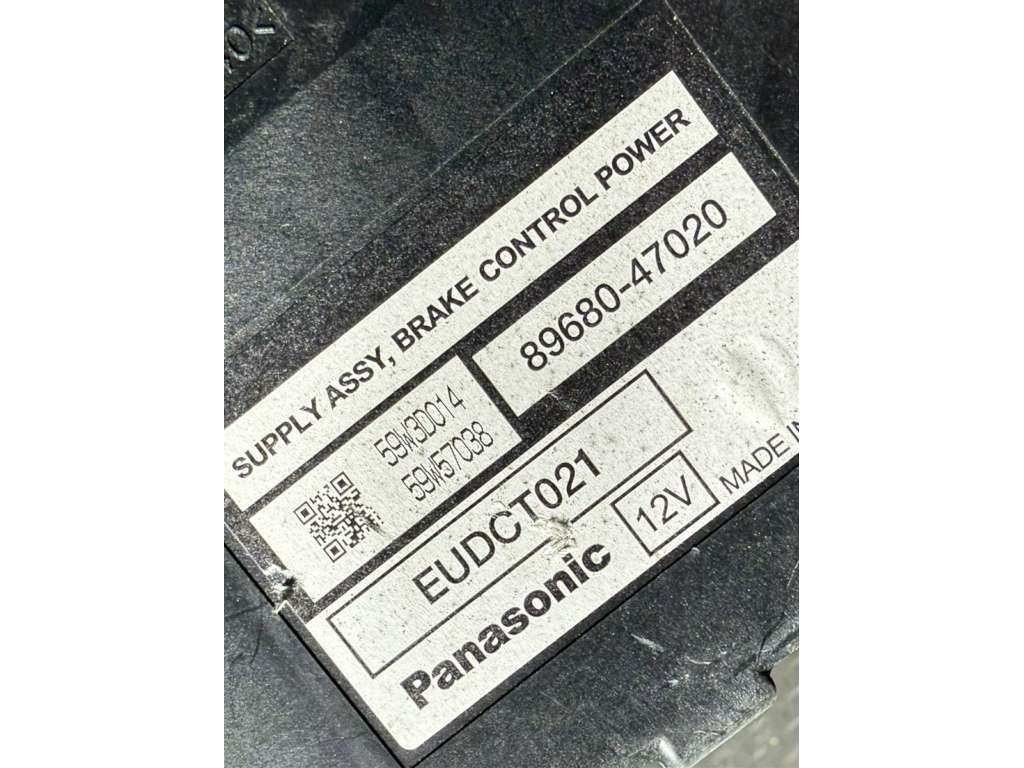 SUPPLY ASSY, BRAKE CONTROL POWER
89680-47020
59W3D014
59W57038
EUDCT021
Panasonic
12V
MADE IN